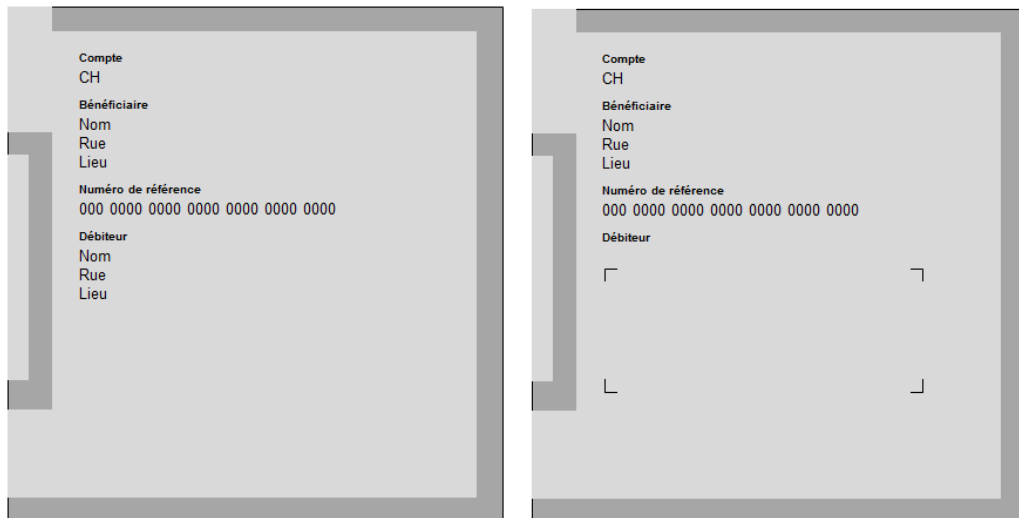 Compte
CH
Bénéficiaire
Nom
Rue
Lieu
Numéro de référence
000 0000 0000 0000 0000 0000 0000
Débiteur
Nom
Rue
Lieu
Compte
CH
Bénéficiaire
Nom
Rue
Lieu
Numéro de référence
000 0000 0000 0000 0000 0000 0000
Débiteur